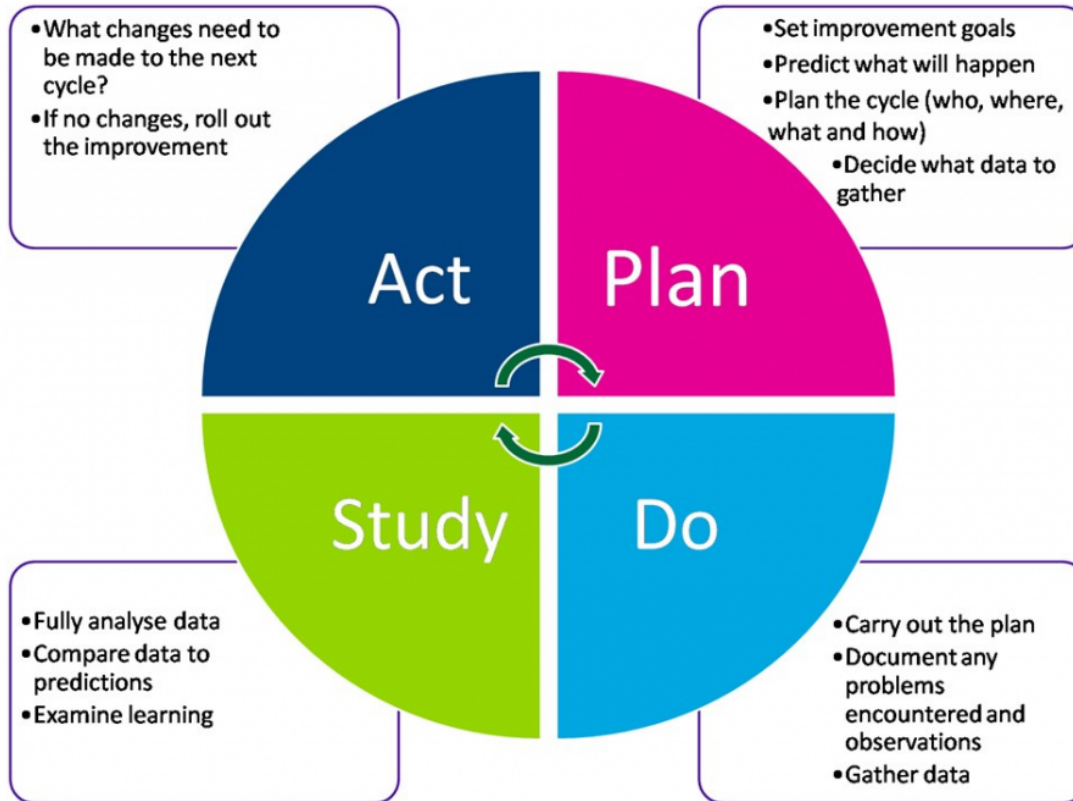 •What changes need to
be made to the next
cycle?
•If no changes, roll out
the improvement
•Set improvement goals
•Predict what will happen
•Plan the cycle (who, where,
what and how)
•Decide what data to
gather
Act
Plan
Study
Do
•Fully analyse data
•Compare data to
predictions
•Examine learning
•Carry out the plan
•Document any
problems
encountered and
observations
•Gather data